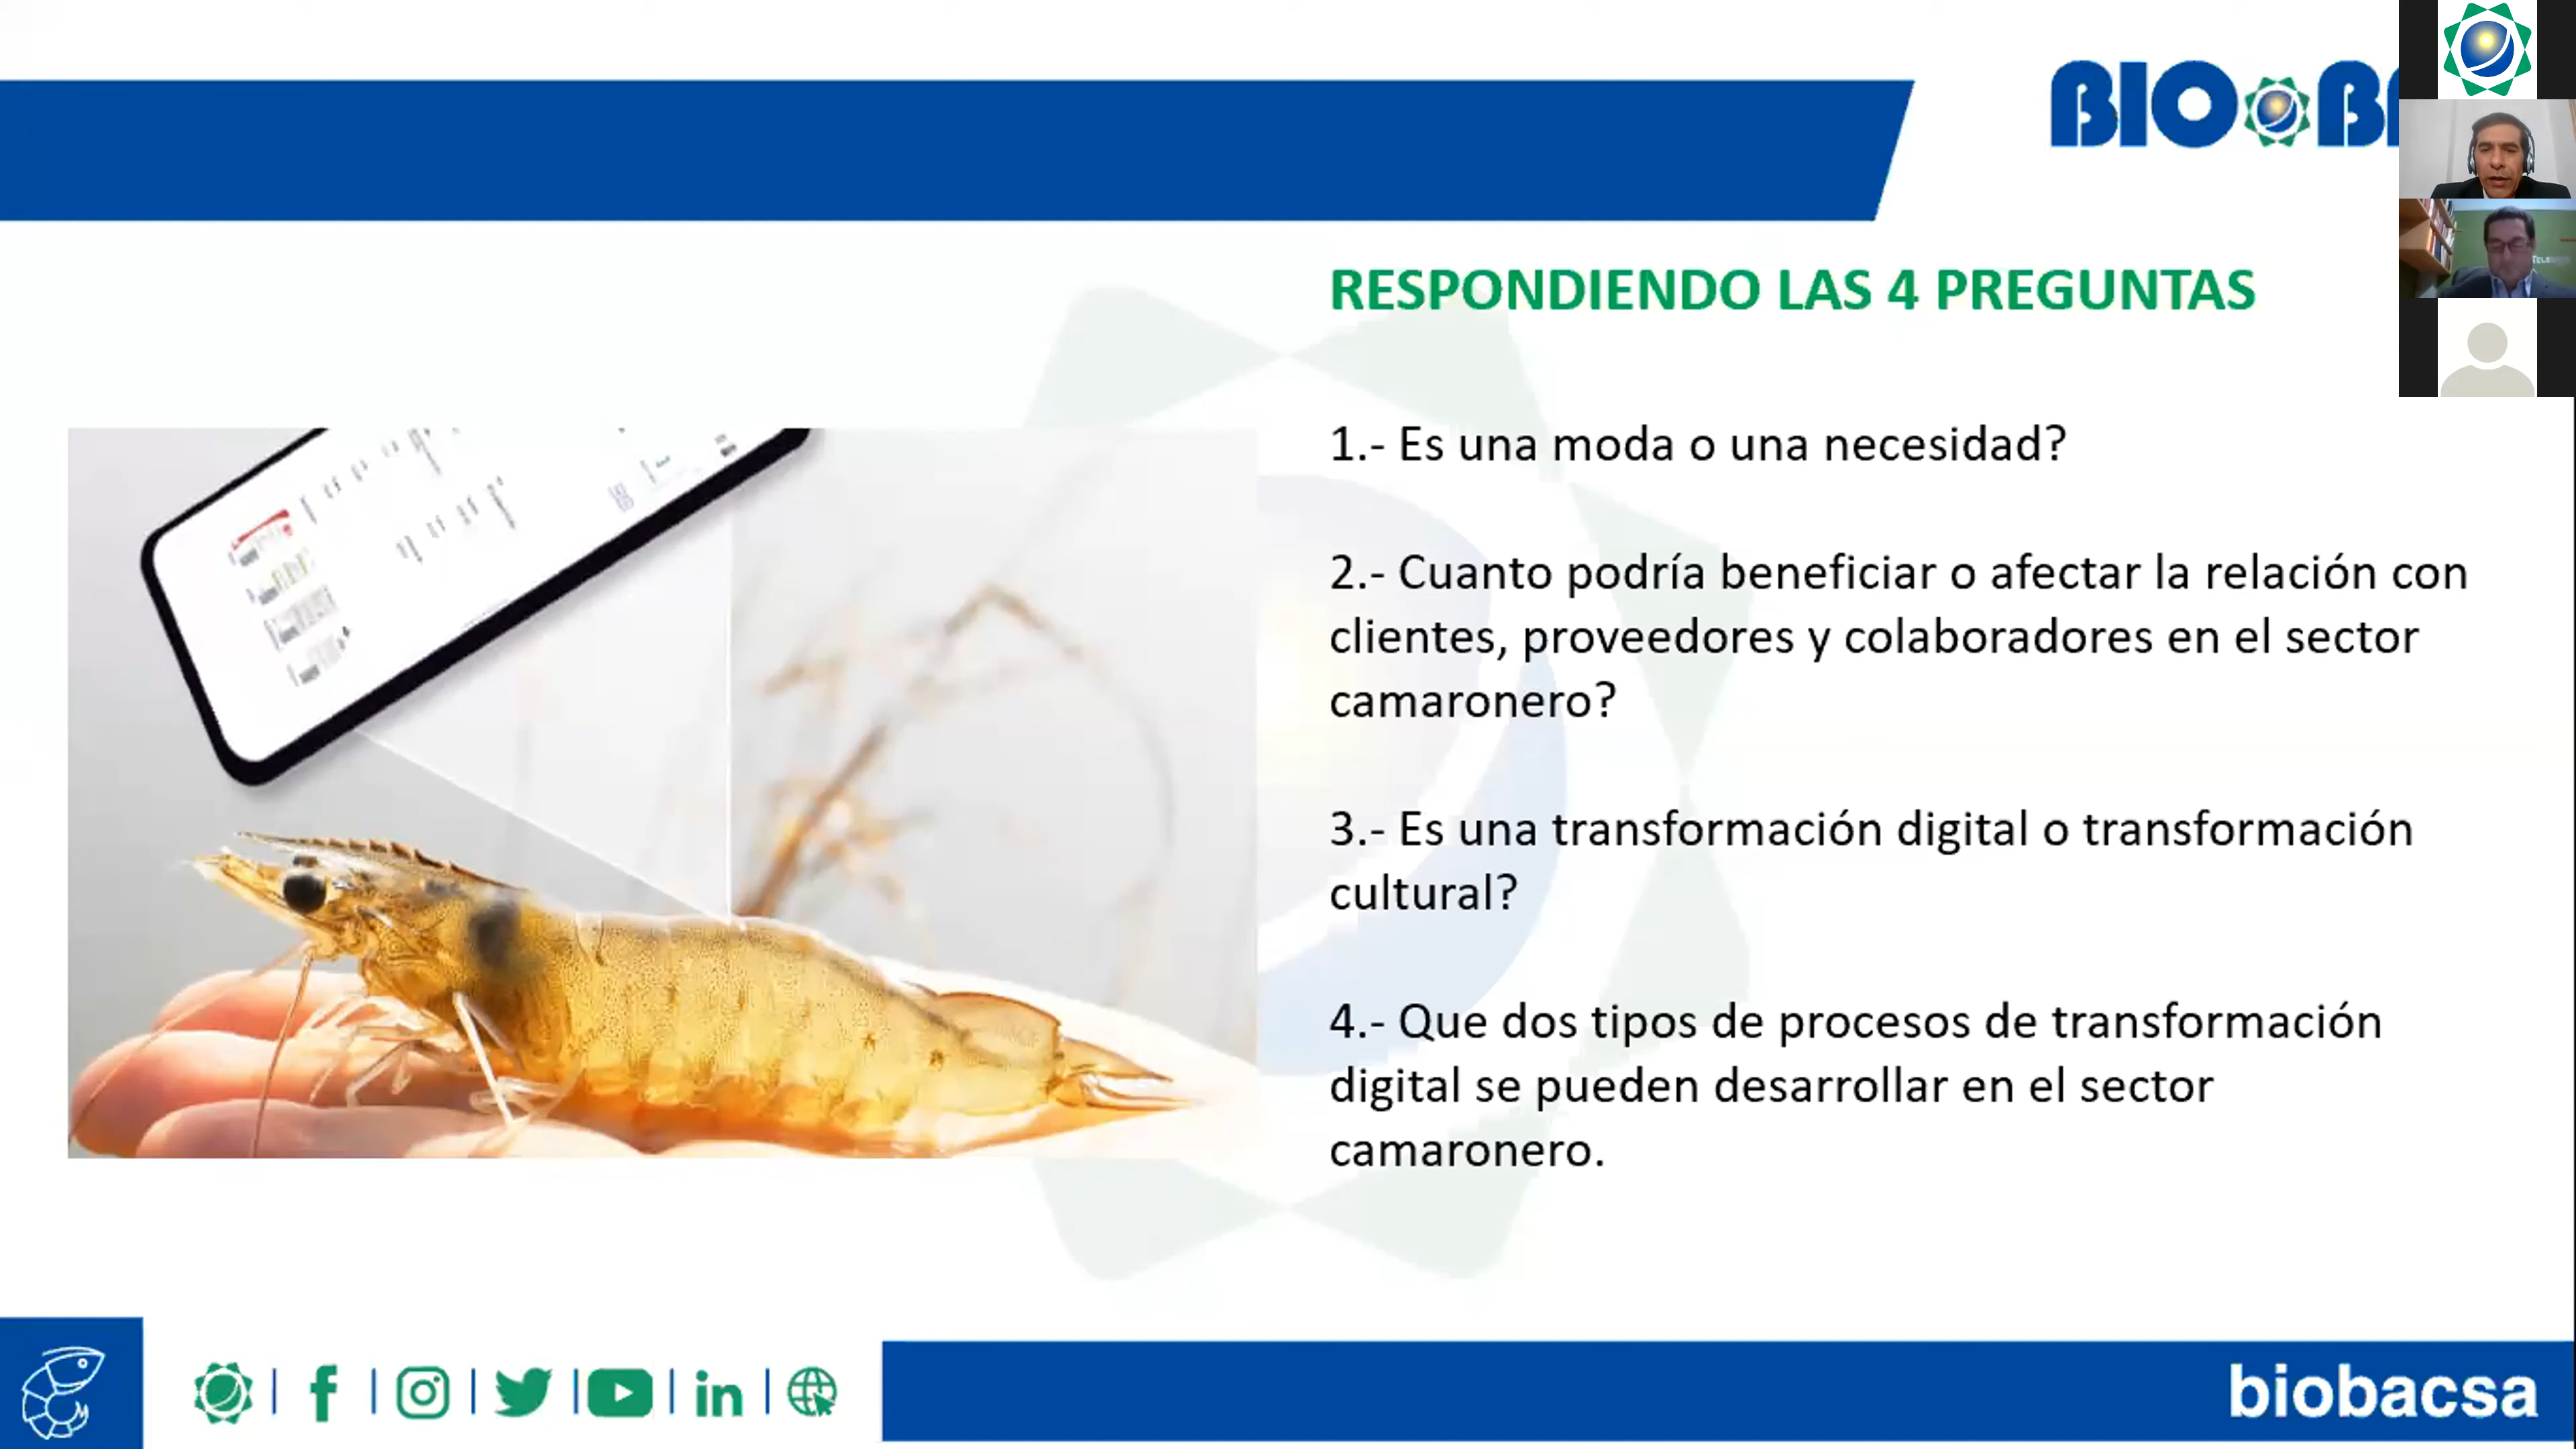 BIO BA
RESPONDIENDO LAS 4 PREGUNTAS
1.- Es una moda o una necesidad?
2.- Cuanto podría beneficiar o afectar la relación con
clientes, proveedores y colaboradores en el sector
camaronero?
3.- Es una transformación digital o transformación
cultural?
4.- Que dos tipos de procesos de transformación
digital se pueden desarrollar en el sector
camaronero.
biobacsa